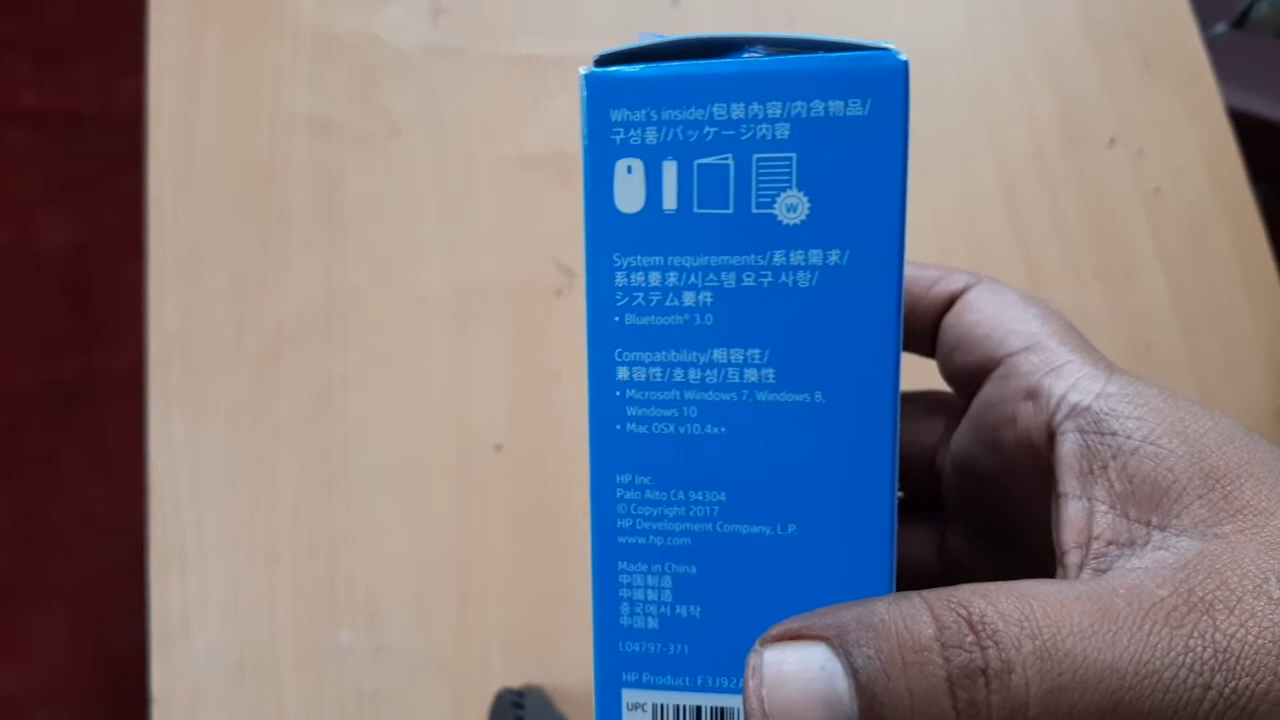 What's inside/包裝內容/内含物品/
구성품/パッケージ内容
W
System requirements/系統需求/
系统要求/시스템 요구 사항/
システム要件
• Bluetooth® 3.0
Compatibility/相容性/
兼容性/호환성/互換性
• Microsoft Windows 7, Windows 8,
Windows 10
• Mac OSX v10.4x+
HP Inc.
Palo Alto CA 94304
© Copyright 2017
HP Development Company, L.P.
www.hp.com
Made in China
中国制造
中國製造
중국에서 제작
中国製
L04797-371
HP Product: F3J92A
UPC